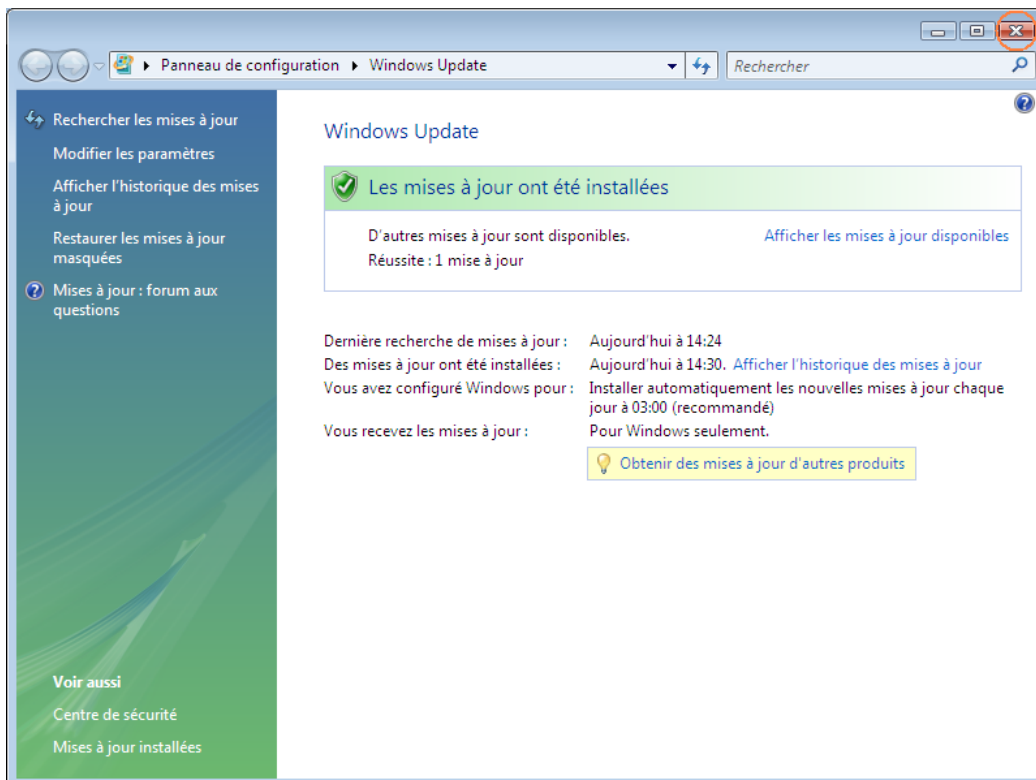 Panneau de configuration ▸ Windows Update
Rechercher
Rechercher les mises à jour
Modifier les paramètres
Afficher l'historique des mises
à jour
Restaurer les mises à jour
masquées
Mises à jour : forum aux
questions
Voir aussi
Centre de sécurité
Mises à jour installées
Windows Update
Les mises à jour ont été installées
D'autres mises à jour sont disponibles. Afficher les mises à jour disponibles
Réussite : 1 mise à jour
Dernière recherche de mises à jour : Aujourd'hui à 14:24
Des mises à jour ont été installées : Aujourd'hui à 14:30. Afficher l'historique des mises à jour
Vous avez configuré Windows pour : Installer automatiquement les nouvelles mises à jour chaque
jour à 03:00 (recommandé)
Vous recevez les mises à jour : Pour Windows seulement.
Obtenir des mises à jour d'autres produits